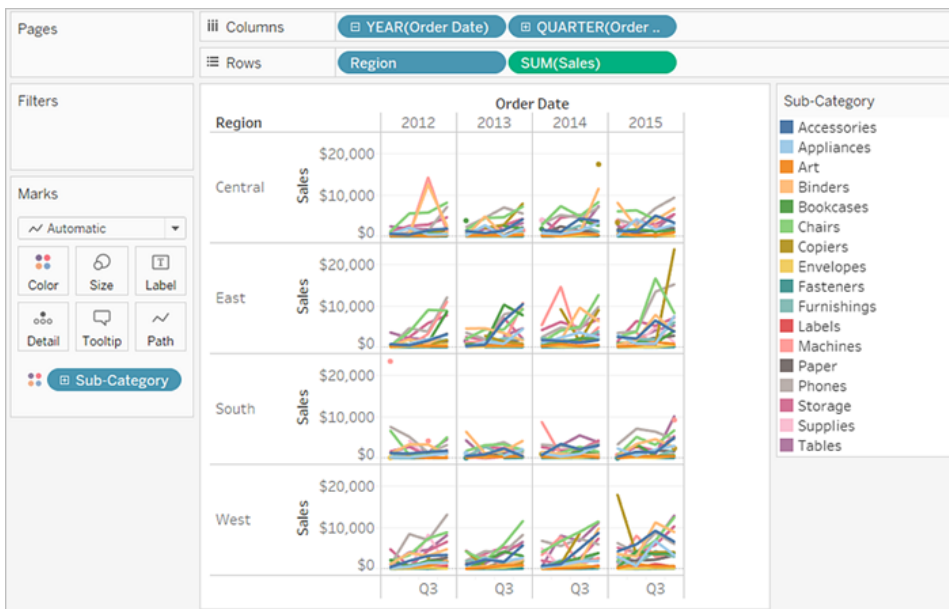 Pages
Columns
YEAR(Order Date)
QUARTER(Order ..
Rows
Region
SUM(Sales)
Filters
Marks
Automatic
Color
Size
Label
Detail
Tooltip
Path
Sub-Category
Order Date
Region
2012
2013
2014
2015
Central
Sales
$20,000
$10,000
$0
East
Sales
$20,000
$10,000
$0
South
Sales
$20,000
$10,000
$0
West
Sales
$20,000
$10,000
$0
Q3
Q3
Q3
Q3
Sub-Category
Accessories
Appliances
Art
Binders
Bookcases
Chairs
Copiers
Envelopes
Fasteners
Furnishings
Labels
Machines
Paper
Phones
Storage
Supplies
Tables